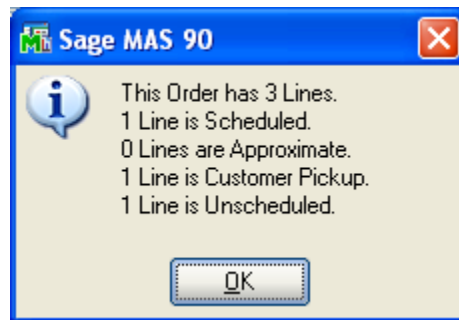 Sage MAS 90
This Order has 3 Lines.
1 Line is Scheduled.
0 Lines are Approximate.
1 Line is Customer Pickup.
1 Line is Unscheduled.
OK